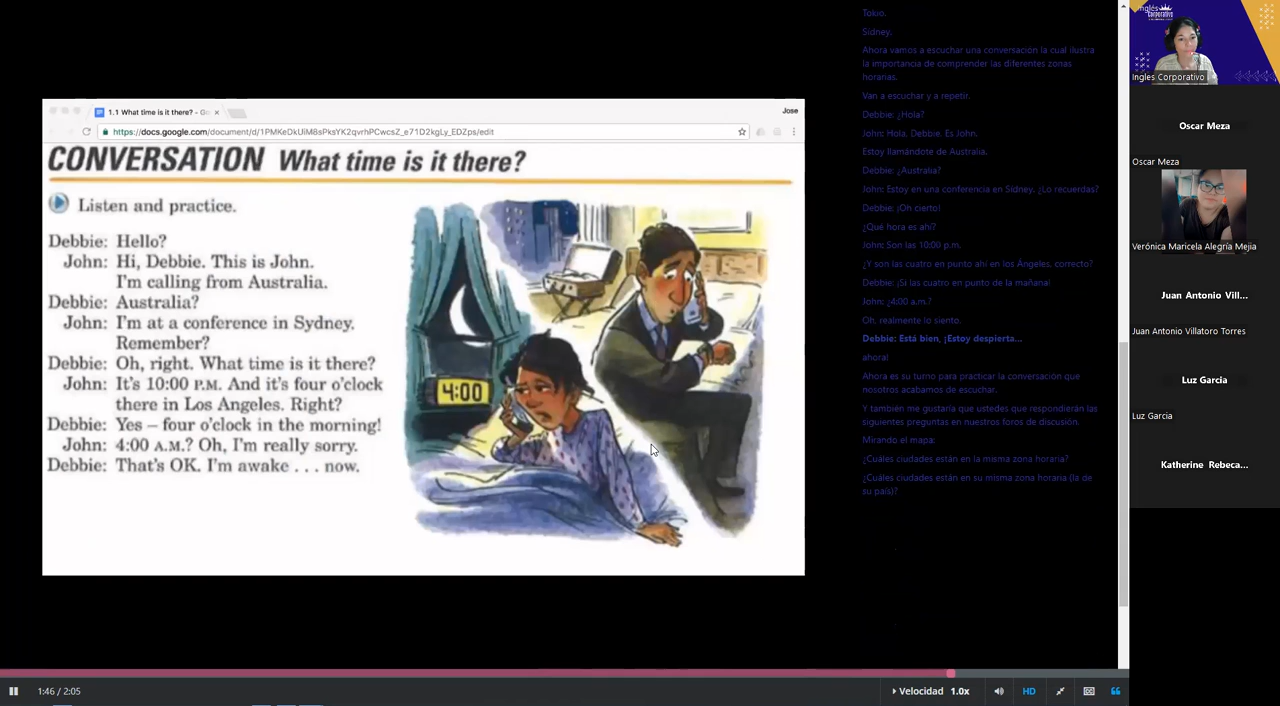 1.1 What time is it there? - Go
Jose
https://docs.google.com/document/d/1PMKeDkUiM8sPksYK2qvrhPCwcsZ_e71D2kgLy_EDZps/edit
CONVERSATION What time is it there?
Listen and practice.
Debbie: Hello?
John: Hi, Debbie. This is John.
I'm calling from Australia.
Debbie: Australia?
John: I'm at a conference in Sydney.
Remember?
Debbie: Oh, right. What time is it there?
John: It's 10:00 P.M. And it's four o'clock
there in Los Angeles. Right?
Debbie: Yes – four o'clock in the morning!
John: 4:00 A.M.? Oh, I'm really sorry.
Debbie: That's OK. I'm awake . . . now.
4:00
Tokio.
Sídney.
Ahora vamos a escuchar una conversación la cual ilustra
la importancia de comprender las diferentes zonas
horarias.
Van a escuchar y a repetir.
Debbie: ¿Hola?
John: Hola, Debbie. Es John.
Estoy llamándote de Australia.
Debbie: ¿Australia?
John: Estoy en una conferencia en Sídney. ¿Lo recuerdas?
Debbie: ¡Oh cierto!
¿Qué hora es ahí?
John: Son las 10:00 p.m.
¿Y son las cuatro en punto ahí en los Ángeles, correcto?
Debbie: ¡Si las cuatro en punto de la mañana!
John: ¿4:00 a.m.?
Oh, realmente lo siento.
Debbie: Está bien, ¡Estoy despierta...
ahora!
Ahora es su turno para practicar la conversación que
nosotros acabamos de escuchar.
Y también me gustaría que ustedes que respondierán las
siguientes preguntas en nuestros foros de discusión.
Mirando el mapa:
¿Cuáles ciudades están en la misma zona horaria?
¿Cuáles ciudades están en su misma zona horaria (la de
su país)?
Inglés
Corporativo
Ingles Corporativo
Oscar Meza
Oscar Meza
Verónica Maricela Alegría Mejia
Juan Antonio Vill...
Juan Antonio Villatoro Torres
Luz Garcia
Luz Garcia
Katherine Rebeca...
1:46 / 2:05
Velocidad 1.0x
HD